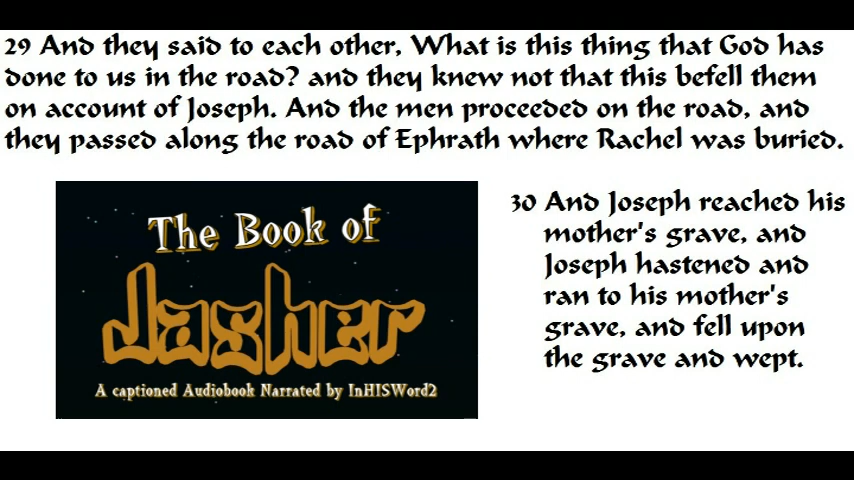 29 And they said to each other, What is this thing that God has
done to us in the road? and they knew not that this befell them
on account of Joseph. And the men proceeded on the road, and
they passed along the road of Ephrath where Rachel was buried.
The Book of
Jasher
A captioned Audiobook Narrated by InHISWord2
30 And Joseph reached his
mother's grave, and
Joseph hastened and
ran to his mother's
grave, and fell upon
the grave and wept.